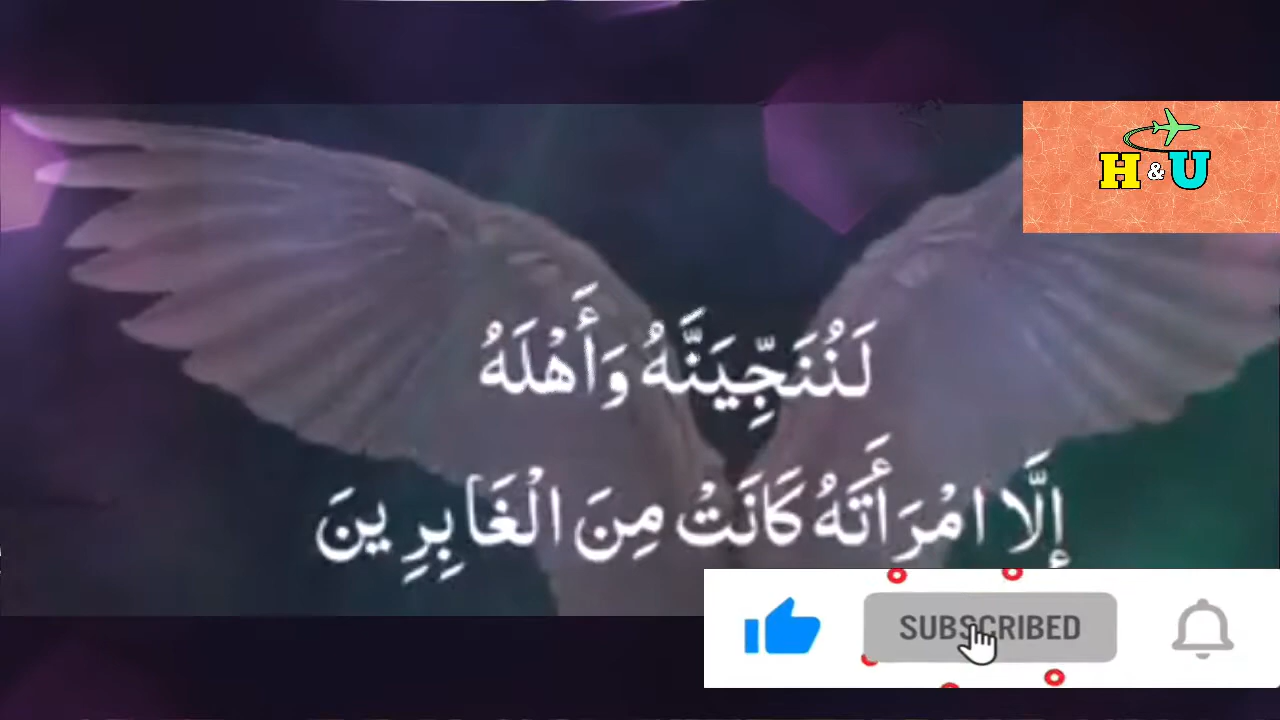 H&U
لَنُنَجِّيَنَّهُ وَأَهْلَهُ
إِلَّا امْرَأَتَهُ كَانَتْ مِنَ الْغَابِرِينَ
SUBSCRIBED